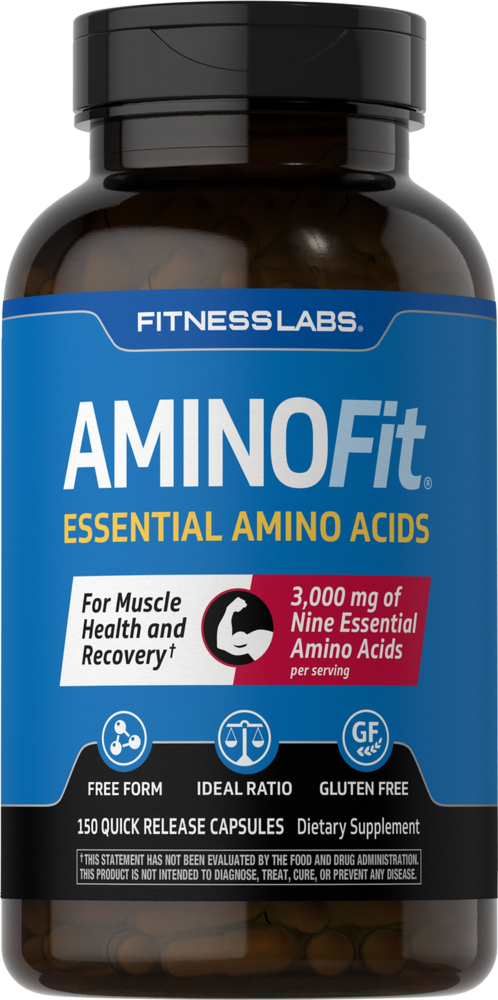 FITNESS LABS®
AMINOFit®
ESSENTIAL AMINO ACIDS
For Muscle
Health and
Recovery†
3,000 mg of
Nine Essential
Amino Acids
per serving
GF
FREE FORM IDEAL RATIO GLUTEN FREE
150 QUICK RELEASE CAPSULES Dietary Supplement
†THIS STATEMENT HAS NOT BEEN EVALUATED BY THE FOOD AND DRUG ADMINISTRATION.
THIS PRODUCT IS NOT INTENDED TO DIAGNOSE, TREAT, CURE, OR PREVENT ANY DISEASE.